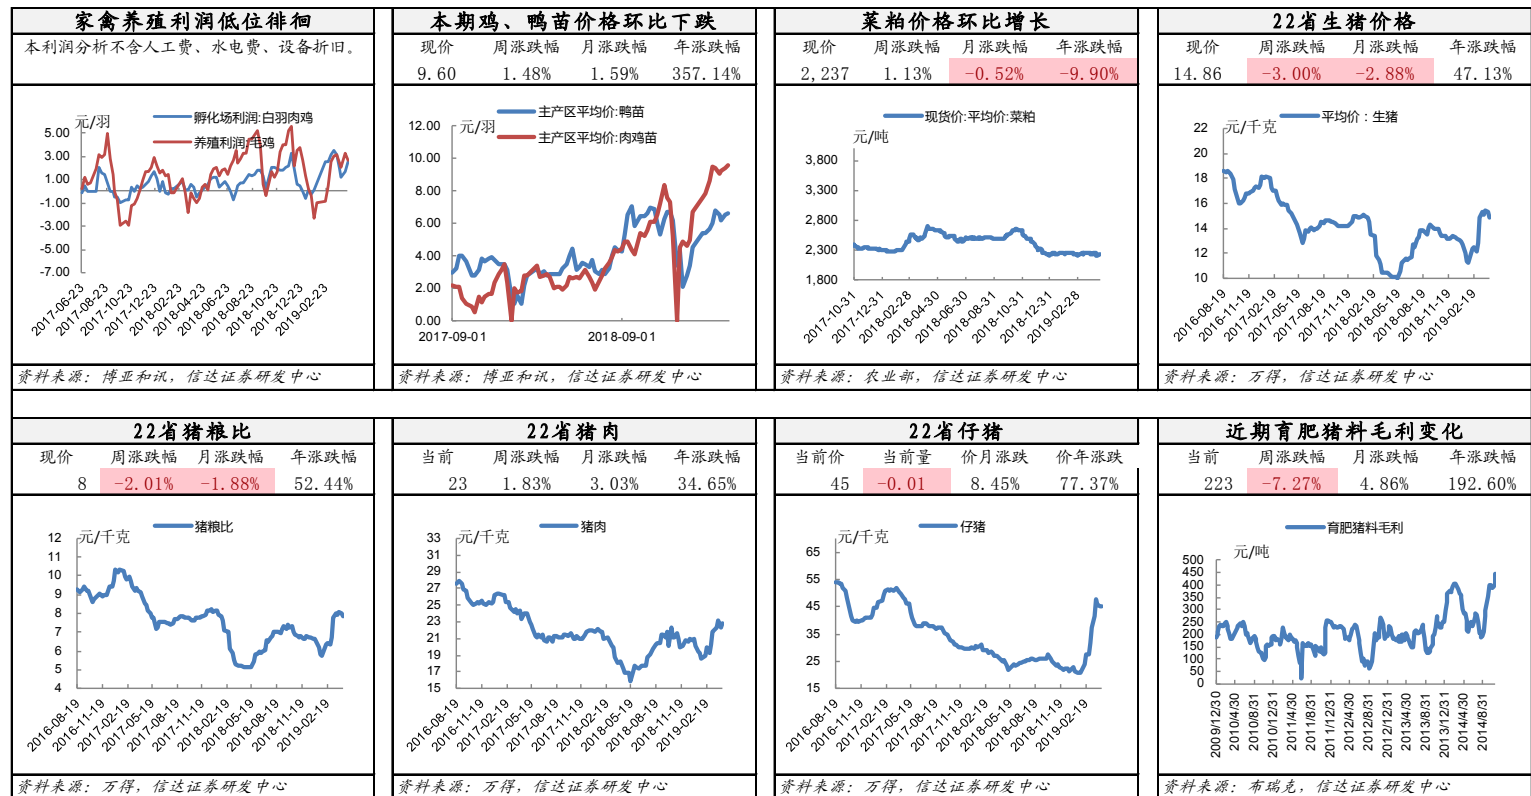 家禽养殖利润低位徘徊
本利润分析不含人工费、水电费、设备折旧。
元/羽
孵化场利润:白羽肉鸡
养殖利润:毛鸡
5.00
3.00
1.00
-1.00
-3.00
-5.00
-7.00
2017-06-23
2017-08-23
2017-10-23
2017-12-23
2018-02-23
2018-04-23
2018-06-23
2018-08-23
2018-10-23
2018-12-23
2019-02-23
资料来源：博亚和讯，信达证券研发中心
本期鸡、鸭苗价格环比下跌
现价 周涨跌幅 月涨跌幅 年涨跌幅
9.60 1.48% 1.59% 357.14%
主产区平均价:鸭苗
元/羽
主产区平均价:肉鸡苗
12.00
10.00
8.00
6.00
4.00
2.00
0.00
2017-09-01 2018-09-01
资料来源：博亚和讯，信达证券研发中心
菜粕价格环比增长
现价 周涨跌幅 月涨跌幅 年涨跌幅
2,237 1.13% -0.52% -9.90%
现货价:平均价:菜粕
元/吨
3,800
3,300
2,800
2,300
1,800
2017-10-31
2017-12-31
2018-02-28
2018-04-30
2018-06-30
2018-08-31
2018-10-31
2018-12-31
2019-02-28
资料来源：农业部，信达证券研发中心
22省生猪价格
现价 周涨跌幅 月涨跌幅 年涨跌幅
14.86 -3.00% -2.88% 47.13%
平均价：生猪
元/千克
22
20
18
16
14
12
10
2016-08-19
2016-11-19
2017-02-19
2017-05-19
2017-08-19
2017-11-19
2018-02-19
2018-05-19
2018-08-19
2018-11-19
2019-02-19
资料来源：万得，信达证券研发中心
22省猪粮比
现价 周涨跌幅 月涨跌幅 年涨跌幅
8 -2.01% -1.88% 52.44%
猪粮比
元/千克
12
11
10
9
8
7
6
5
4
2016-08-19
2016-11-19
2017-02-19
2017-05-19
2017-08-19
2017-11-19
2018-02-19
2018-05-19
2018-08-19
2018-11-19
2019-02-19
资料来源：万得，信达证券研发中心
22省猪肉
当前 周涨跌幅 月涨跌幅 年涨跌幅
23 1.83% 3.03% 34.65%
猪肉
元/千克
33
31
29
27
25
23
21
19
17
15
2016-08-19
2016-11-19
2017-02-19
2017-05-19
2017-08-19
2017-11-19
2018-02-19
2018-05-19
2018-08-19
2018-11-19
2019-02-19
资料来源：万得，信达证券研发中心
22省仔猪
当前价 当前量 价月涨跌 价年涨跌
45 -0.01 8.45% 77.37%
仔猪
元/千克
65
55
45
35
25
15
2016-08-19
2016-11-19
2017-02-19
2017-05-19
2017-08-19
2017-11-19
2018-02-19
2018-05-19
2018-08-19
2018-11-19
2019-02-19
资料来源：万得，信达证券研发中心
近期育肥猪料毛利变化
当前 周涨跌幅 月涨跌幅 年涨跌幅
223 -7.27% 4.86% 192.60%
育肥猪料毛利
元/吨
500
450
400
350
300
250
200
150
100
50
0
2009/12/30
2010/4/30
2010/8/31
2010/12/31
2011/4/30
2011/8/31
2011/12/31
2012/4/30
2012/8/31
2012/12/31
2013/4/30
2013/8/31
2013/12/31
2014/4/30
2014/8/31
资料来源：布瑞克，信达证券研发中心